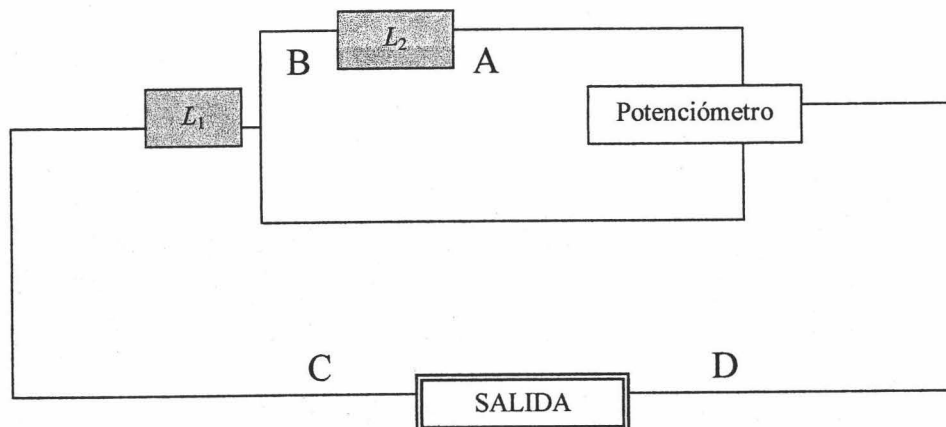 B
L₂
A
L₁
Potenciómetro
C
D
SALIDA